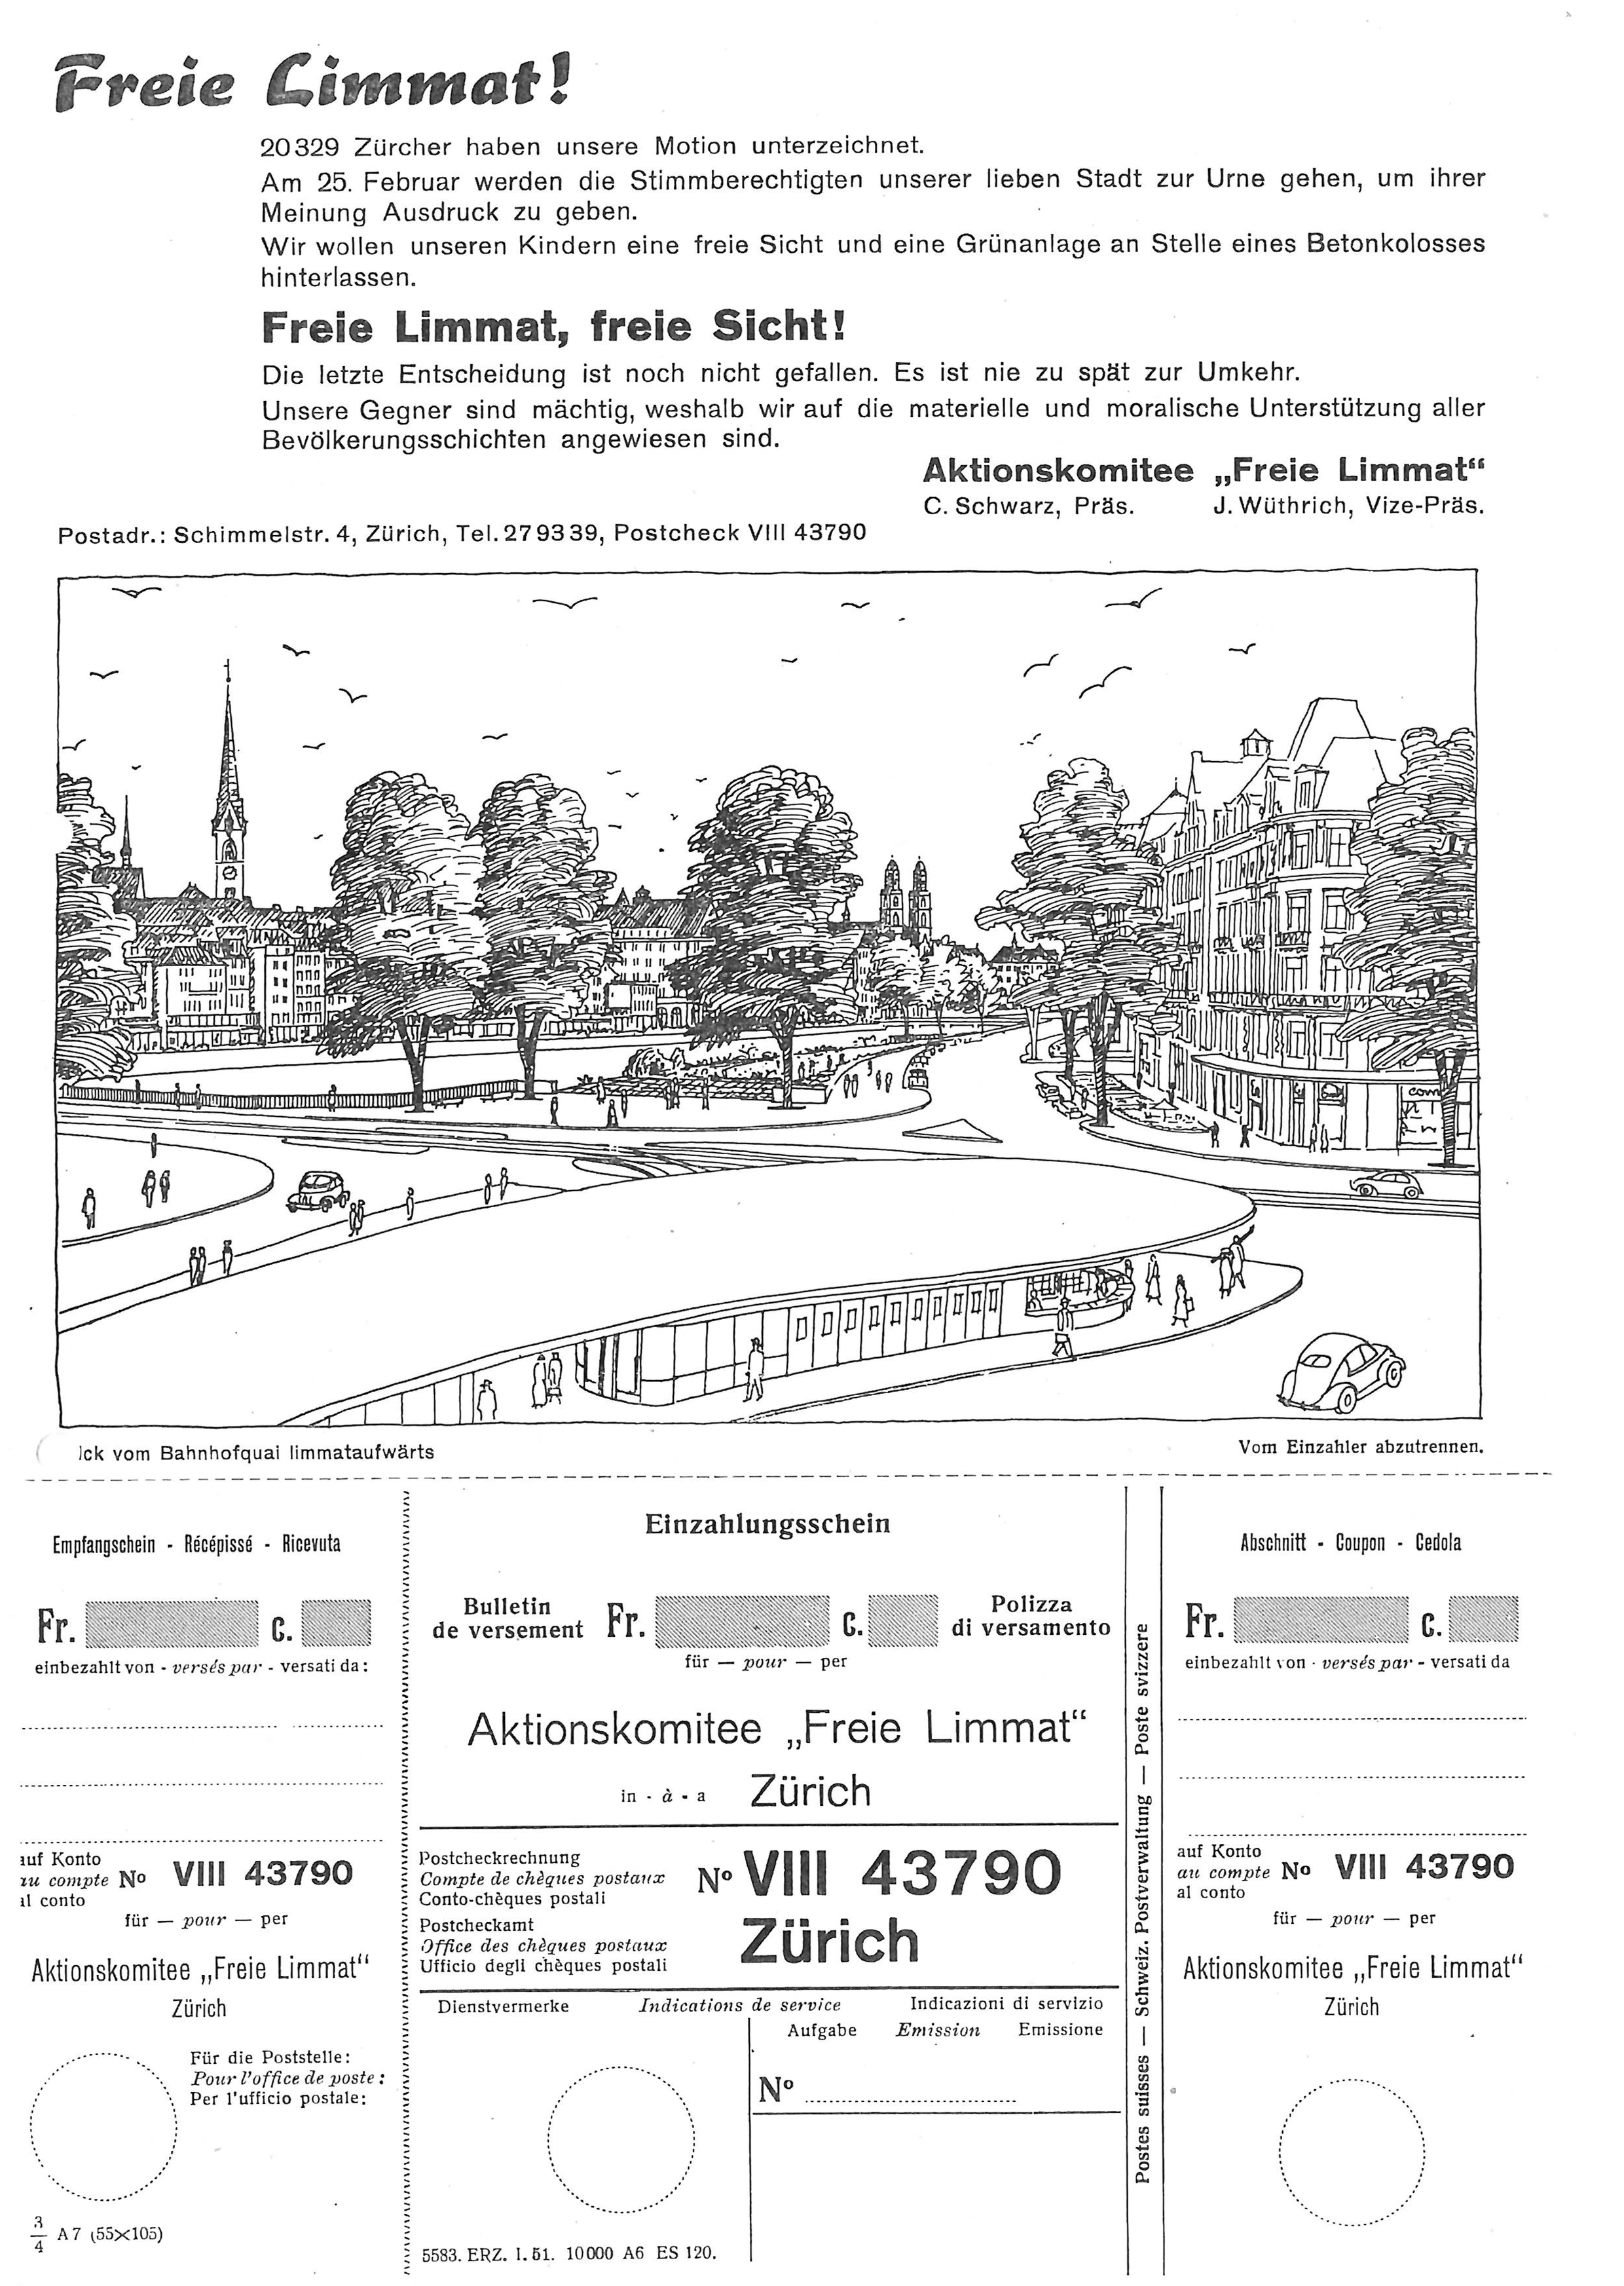 Freie Limmat!
20329 Zürcher haben unsere Motion unterzeichnet.
Am 25. Februar werden die Stimmberechtigten unserer lieben Stadt zur Urne gehen, um ihrer
Meinung Ausdruck zu geben.
Wir wollen unseren Kindern eine freie Sicht und eine Grünanlage an Stelle eines Betonkolosses
hinterlassen.
Freie Limmat, freie Sicht!
Die letzte Entscheidung ist noch nicht gefallen. Es ist nie zu spät zur Umkehr.
Unsere Gegner sind mächtig, weshalb wir auf die materielle und moralische Unterstützung aller
Bevölkerungsschichten angewiesen sind.
Aktionskomitee „Freie Limmat“
C. Schwarz, Präs. J. Wüthrich, Vize-Präs.
Postadr.: Schimmelstr. 4, Zürich, Tel. 279339, Postcheck VIII 43790
com
ick vom Bahnhofquai limmataufwärts
Vom Einzahler abzutrennen.
Empfangschein - Récépissé - Ricevuta
Fr. c.
einbezahlt von - versés par - versati da:
auf Konto
au compte No VIII 43790
al conto
für — pour — per
Aktionskomitee „Freie Limmat“
Zürich
Für die Poststelle:
Pour l'office de poste:
Per l'ufficio postale:
3/4 A 7 (55×105)
Einzahlungsschein
Bulletin
de versement
Fr. c.
Polizza
di versamento
für — pour — per
Aktionskomitee „Freie Limmat“
in - à - a Zürich
Postcheckrechnung
Compte de chèques postaux
Conto-chèques postali
No VIII 43790
Postcheckamt
Office des chèques postaux
Ufficio degli chèques postali
Zürich
Dienstvermerke Indications de service Indicazioni di servizio
Aufgabe Emission Emissione
No
5583. ERZ. I. 51. 10000 A6 ES 120.
Postes suisses — Schweiz. Postverwaltung — Poste svizzere
Abschnitt - Coupon - Cedola
Fr. c.
einbezahlt von - versés par - versati da
auf Konto
au compte No VIII 43790
al conto
für — pour — per
Aktionskomitee „Freie Limmat“
Zürich